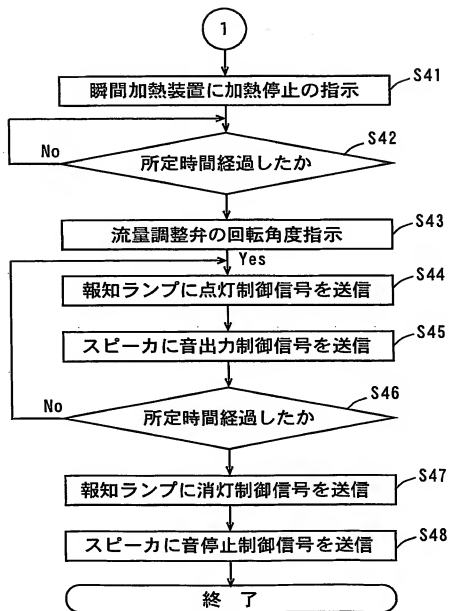 1
瞬間加熱装置に加熱停止の指示
S41
S42
No
所定時間経過したか
流量調整弁の回転角度指示
S43
Yes
報知ランプに点灯制御信号を送信
S44
スピーカに音出力制御信号を送信
S45
S46
No
所定時間経過したか
報知ランプに消灯制御信号を送信
S47
スピーカに音停止制御信号を送信
S48
終 了